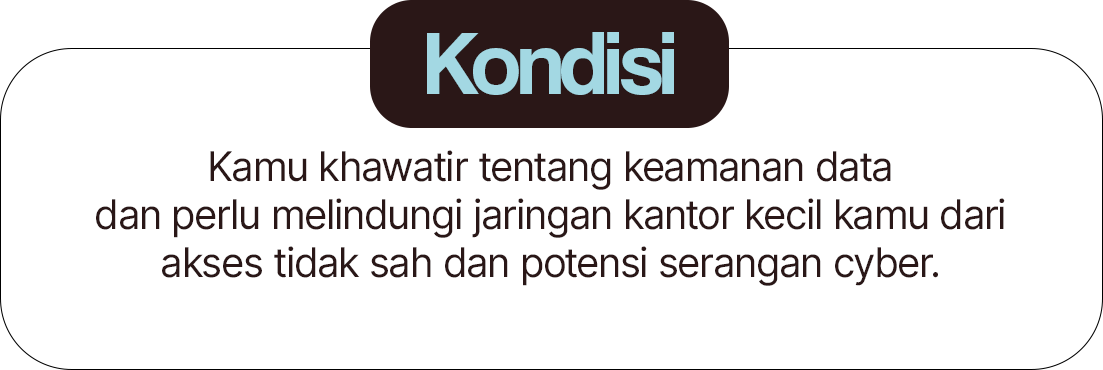 Kondisi
Kamu khawatir tentang keamanan data
dan perlu melindungi jaringan kantor kecil kamu dari
akses tidak sah dan potensi serangan cyber.